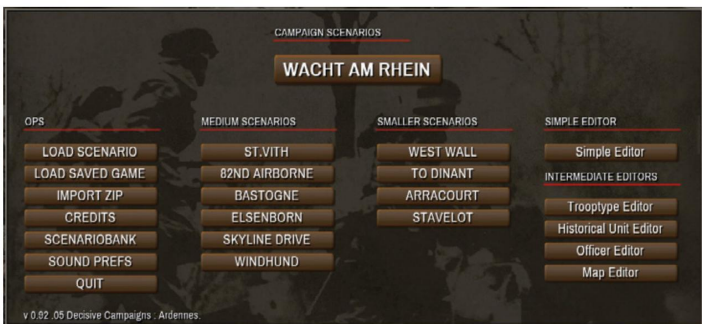 CAMPAIGN SCENARIOS
WACHT AM RHEIN
OPS
LOAD SCENARIO
LOAD SAVED GAME
IMPORT ZIP
CREDITS
SCENARIOBANK
SOUND PREFS
QUIT
MEDIUM SCENARIOS
ST.VITH
82ND AIRBORNE
BASTOGNE
ELSENBORN
SKYLINE DRIVE
WINDHUND
SMALLER SCENARIOS
WEST WALL
TO DINANT
ARRACOURT
STAVELOT
SIMPLE EDITOR
Simple Editor
INTERMEDIATE EDITORS
Trooptype Editor
Historical Unit Editor
Officer Editor
Map Editor
v 0.92 .05 Decisive Campaigns : Ardennes.